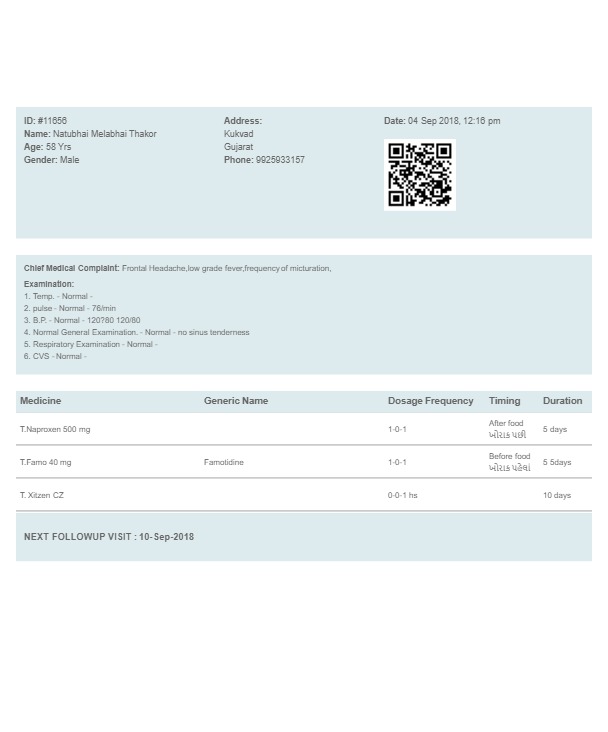 ID: #11656
Name: Natubhai Melabhai Thakor
Age: 58 Yrs
Gender: Male
Address:
Kukvad
Gujarat
Phone: 9925933157
Date: 04 Sep 2018, 12:16 pm
Chief Medical Complaint: Frontal Headache,low grade fever,frequency of micturation,
Examination:
1. Temp. - Normal -
2. pulse - Normal - 76/min
3. B.P. - Normal - 120?80 120/80
4. Normal General Examination. - Normal - no sinus tenderness
5. Respiratory Examination - Normal -
6. CVS - Normal -
Medicine Generic Name Dosage Frequency Timing Duration
T.Naproxen 500 mg 1-0-1 After food ખોરાક પછી 5 days
T.Famo 40 mg Famotidine 1-0-1 Before food ખોરાક પહેલાં 5 5days
T. Xitzen CZ 0-0-1 hs 10 days
NEXT FOLLOWUP VISIT : 10-Sep-2018